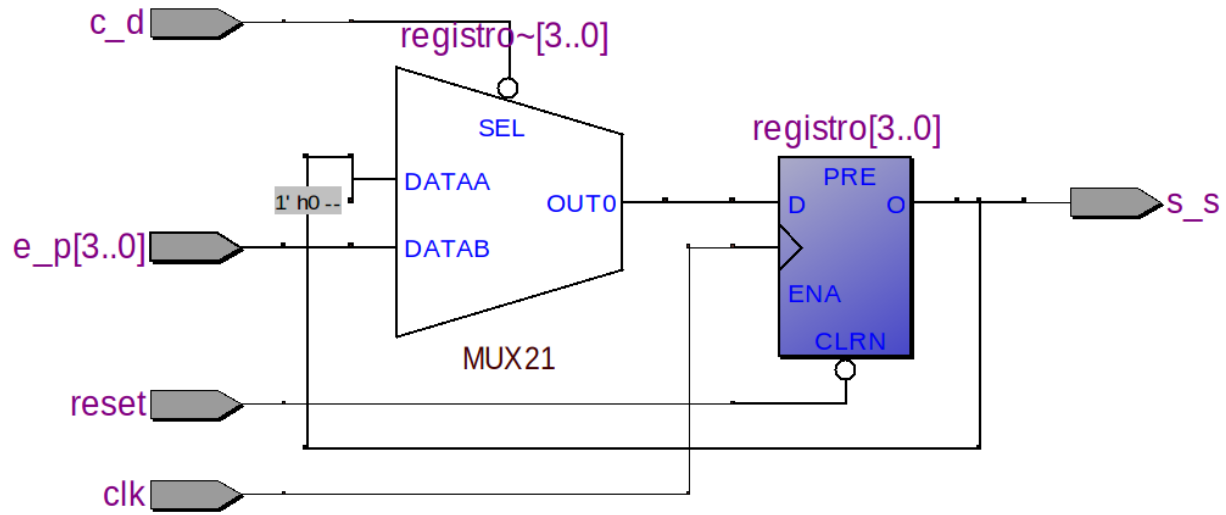 c_d
registro~[3..0]
SEL
DATAA
1' h0 --
OUT0
e_p[3..0]
DATAB
MUX21
registro[3..0]
PRE
D
O
ENA
CLRN
s_s
reset
clk